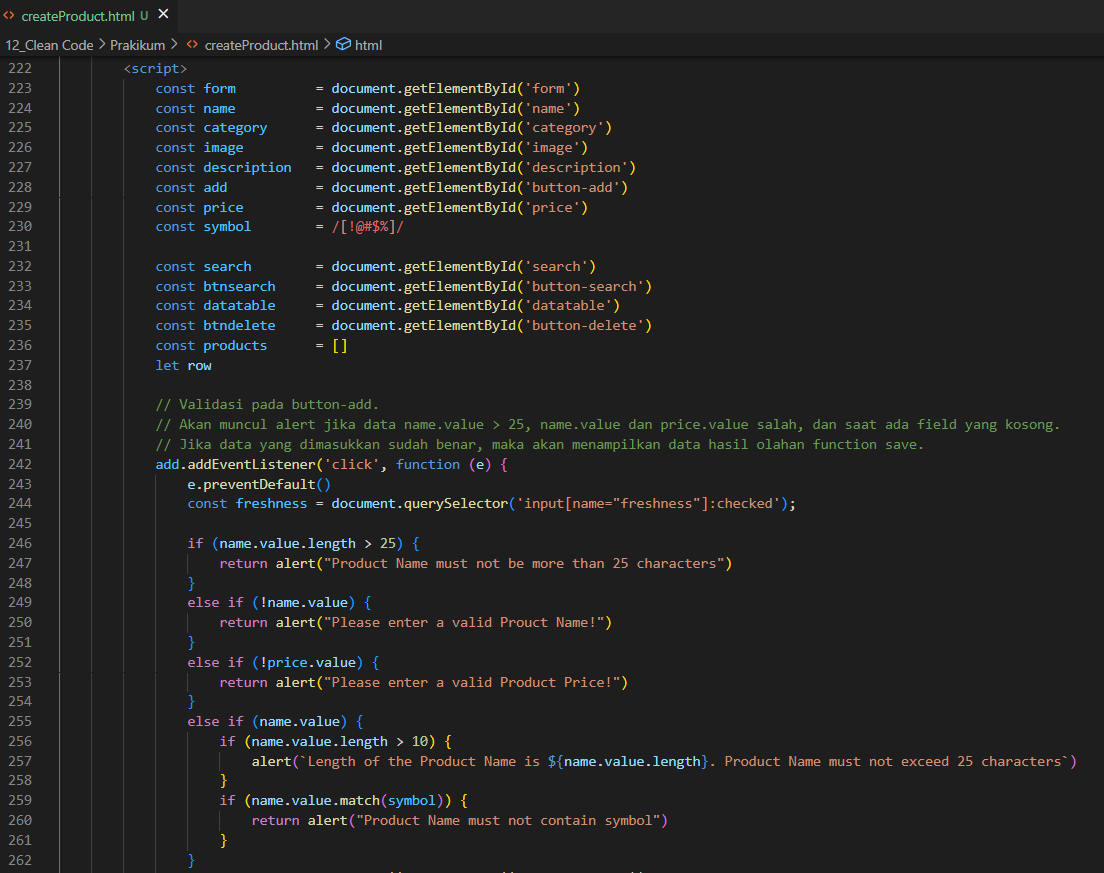 createProduct.html U ×
12_Clean Code > Prakikum > <> createProduct.html > html
222 <script>
223 const form = document.getElementById('form')
224 const name = document.getElementById('name')
225 const category = document.getElementById('category')
226 const image = document.getElementById('image')
227 const description = document.getElementById('description')
228 const add = document.getElementById('button-add')
229 const price = document.getElementById('price')
230 const symbol = /[!@#$%]/
231
232 const search = document.getElementById('search')
233 const btnsearch = document.getElementById('button-search')
234 const datatable = document.getElementById('datatable')
235 const btndelete = document.getElementById('button-delete')
236 const products = []
237 let row
238
239 // Validasi pada button-add.
240 // Akan muncul alert jika data name.value > 25, name.value dan price.value salah, dan saat ada field yang kosong.
241 // Jika data yang dimasukkan sudah benar, maka akan menampilkan data hasil olahan function save.
242 add.addEventListener('click', function (e) {
243 e.preventDefault()
244 const freshness = document.querySelector('input[name="freshness"]:checked');
245
246 if (name.value.length > 25) {
247 return alert("Product Name must not be more than 25 characters")
248 }
249 else if (!name.value) {
250 return alert("Please enter a valid Prouct Name!")
251 }
252 else if (!price.value) {
253 return alert("Please enter a valid Product Price!")
254 }
255 else if (name.value) {
256 if (name.value.length > 10) {
257 alert(`Length of the Product Name is ${name.value.length}. Product Name must not exceed 25 characters`)
258 }
259 if (name.value.match(symbol)) {
260 return alert("Product Name must not contain symbol")
261 }
262 }